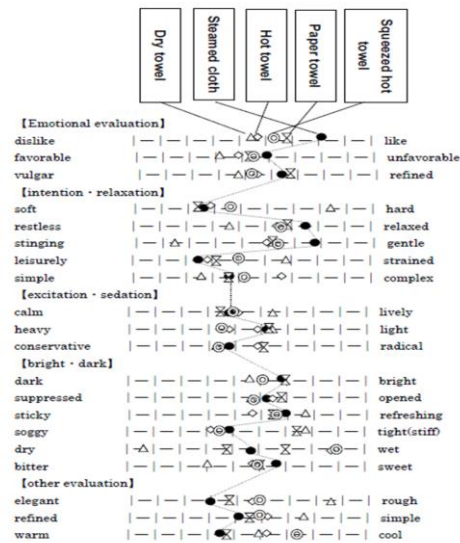 Dry towel
Steamed cloth
Hot towel
Paper towel
Squeezed hot towel
【Emotional evaluation】
dislike like
favorable unfavorable
vulgar refined
【intention・relaxation】
soft hard
restless relaxed
stinging gentle
leisurely strained
simple complex
【excitation・sedation】
calm lively
heavy light
conservative radical
【bright・dark】
dark bright
suppressed opened
sticky refreshing
soggy tight(stiff)
dry wet
bitter sweet
【other evaluation】
elegant rough
refined simple
warm cool